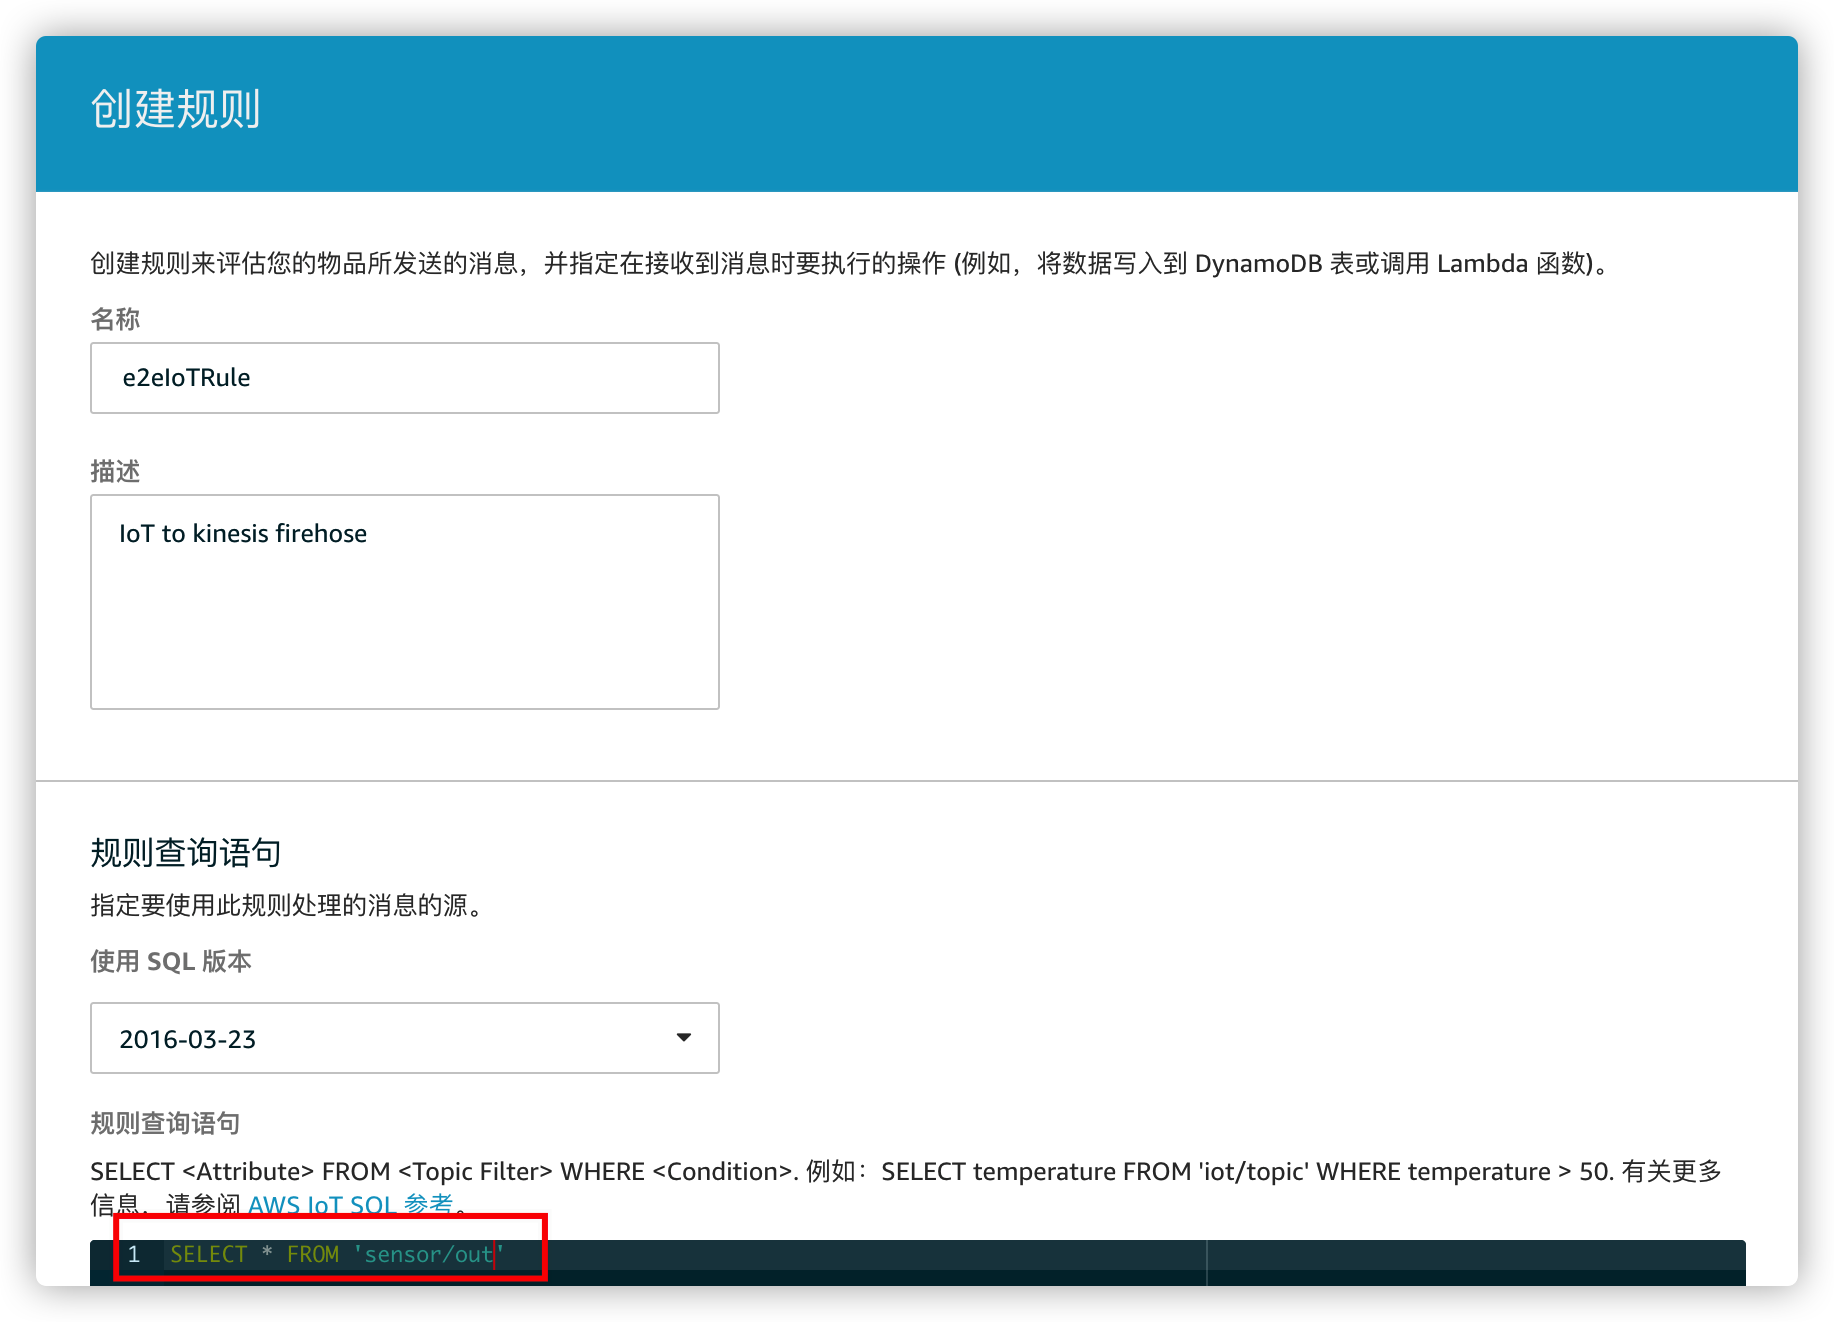 创建规则
创建规则来评估您的物品所发送的消息，并指定在接收到消息时要执行的操作 (例如，将数据写入到 DynamoDB 表或调用 Lambda 函数)。
名称
e2eIoTRule
描述
IoT to kinesis firehose
规则查询语句
指定要使用此规则处理的消息的源。
使用 SQL 版本
2016-03-23
规则查询语句
SELECT <Attribute> FROM <Topic Filter> WHERE <Condition>. 例如：SELECT temperature FROM 'iot/topic' WHERE temperature > 50. 有关更多
信息，请参阅 AWS IoT SQL 参考。
1 SELECT * FROM 'sensor/out'